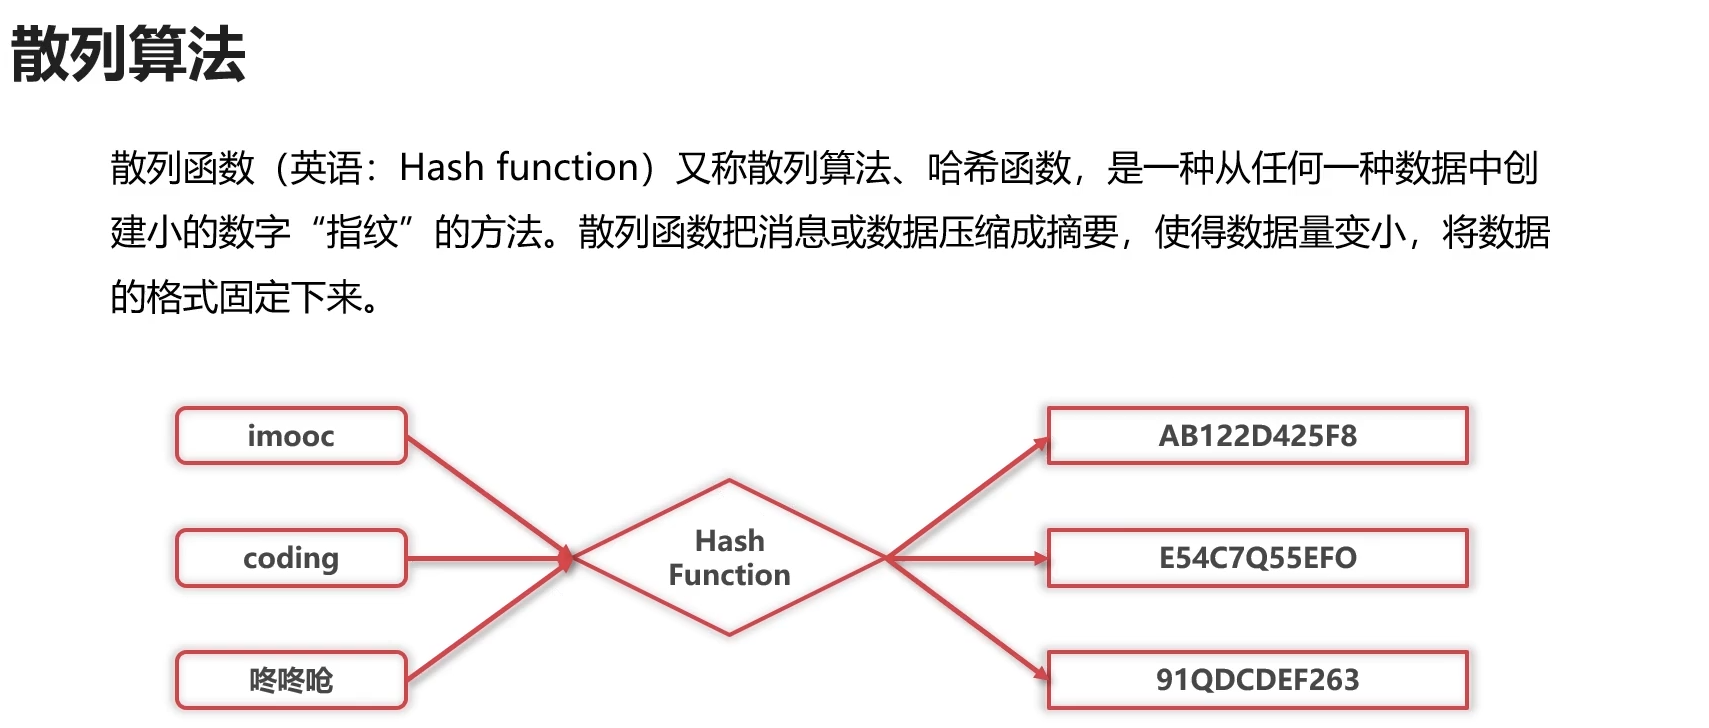 散列算法
散列函数（英语：Hash function）又称散列算法、哈希函数，是一种从任何一种数据中创
建小的数字“指纹”的方法。散列函数把消息或数据压缩成摘要，使得数据量变小，将数据
的格式固定下来。
imooc
AB122D425F8
coding
Hash
Function
E54C7Q55EFO
咚咚呛
91QDCDEF263